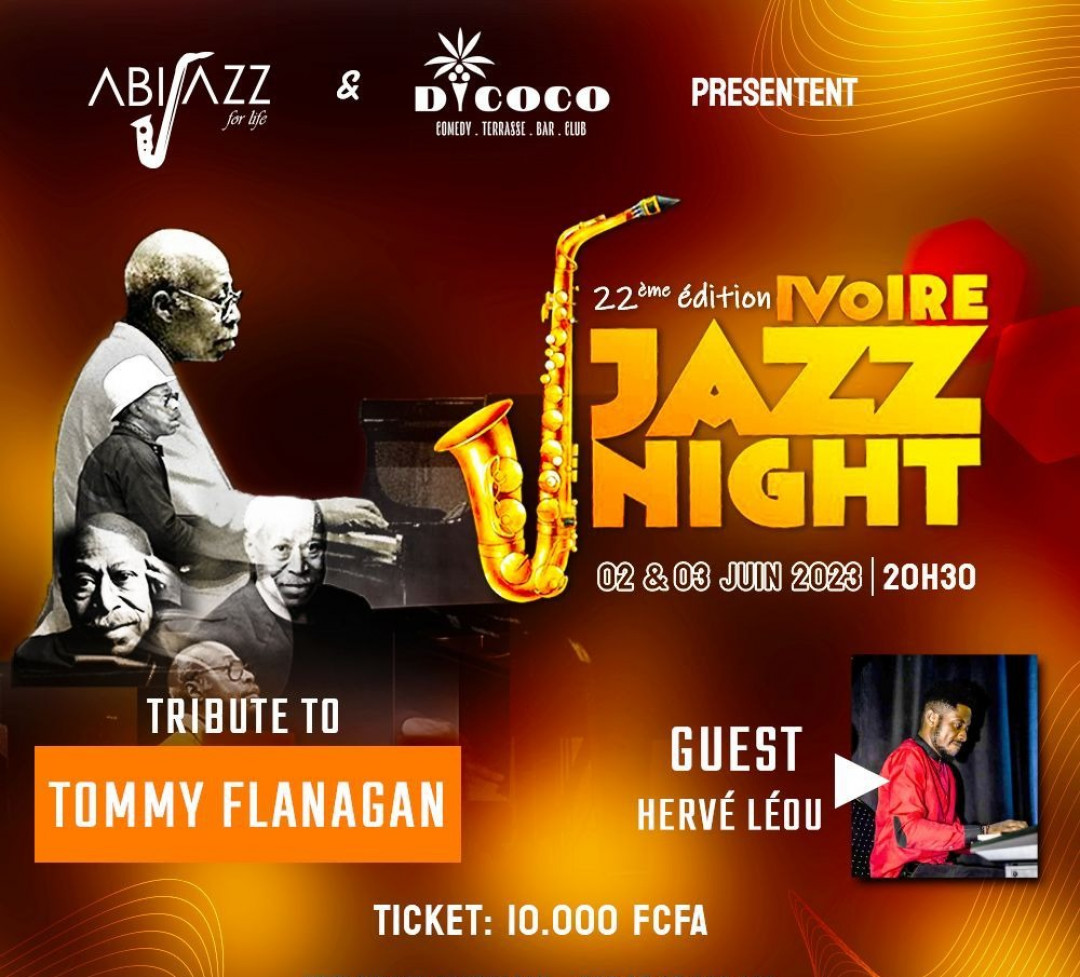 ABIJAZZ
for life
&
DYCOCO
COMEDY . TERRASSE . BAR . CLUB
PRESENTENT
22ème édition IVOIRE
JAZZ
NIGHT
02 & 03 JUIN 2023 | 20H30
TRIBUTE TO
TOMMY FLANAGAN
GUEST
HERVÉ LÉOU
TICKET: 10.000 FCFA